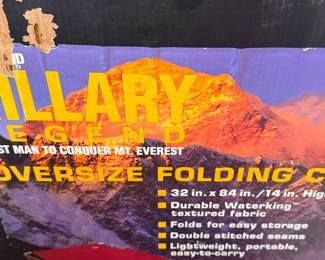 ILLARY
EGEND
ST MAN TO CONQUER MT. EVEREST
OVERSIZE FOLDING C
32 in. x 84 in./14 in. Hig
Durable Waterking
textured fabric
Folds for easy storage
Double stitched seams
Lightweight, portable,
easy-to-carry